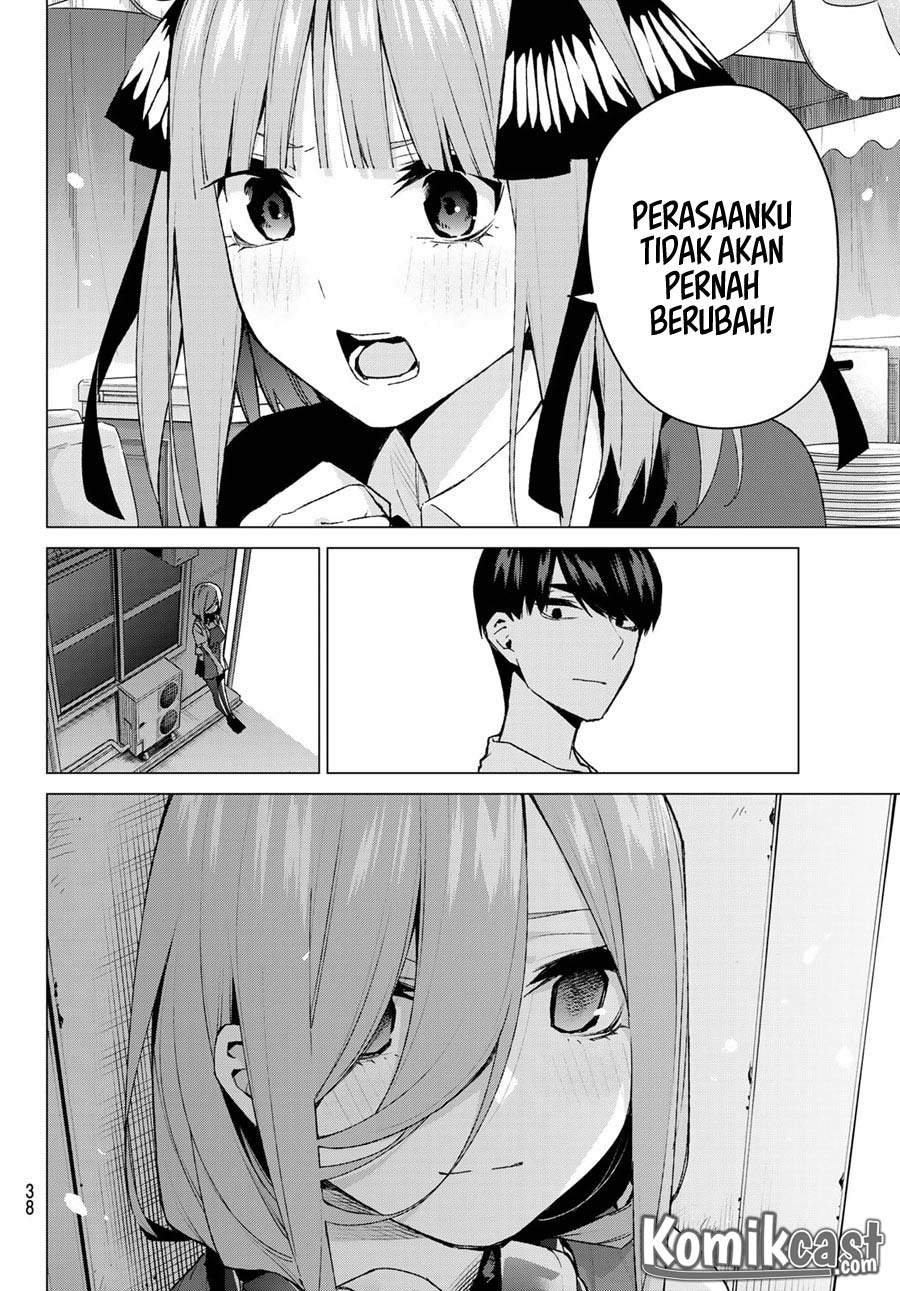 PERASAANKU
TIDAK AKAN
PERNAH
BERUBAH!
38
Komikcast.com